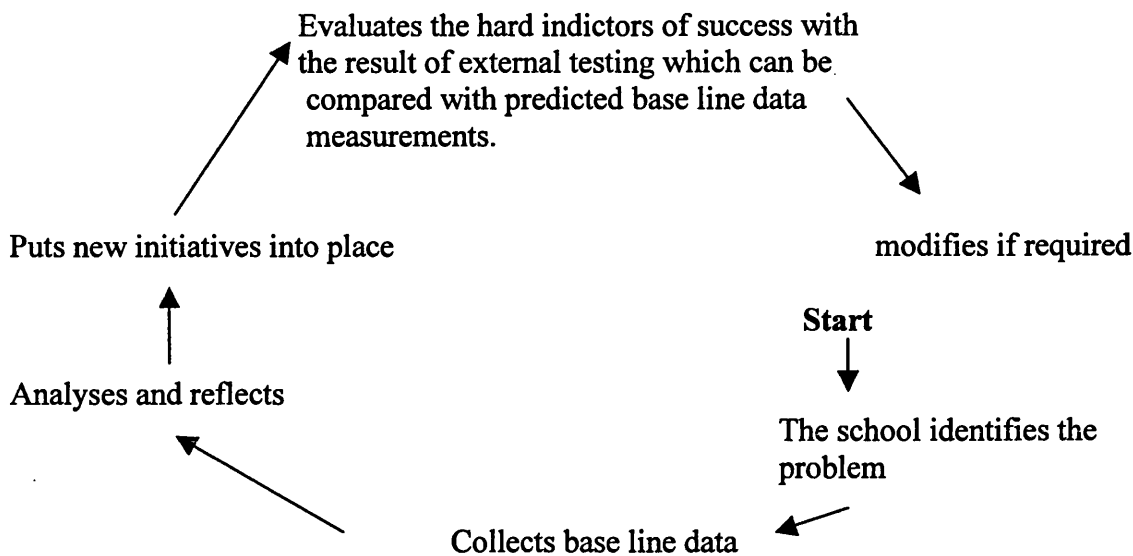 Evaluates the hard indictors of success with
the result of external testing which can be
compared with predicted base line data
measurements.
Puts new initiatives into place
modifies if required
Start
Analyses and reflects
The school identifies the
problem
Collects base line data